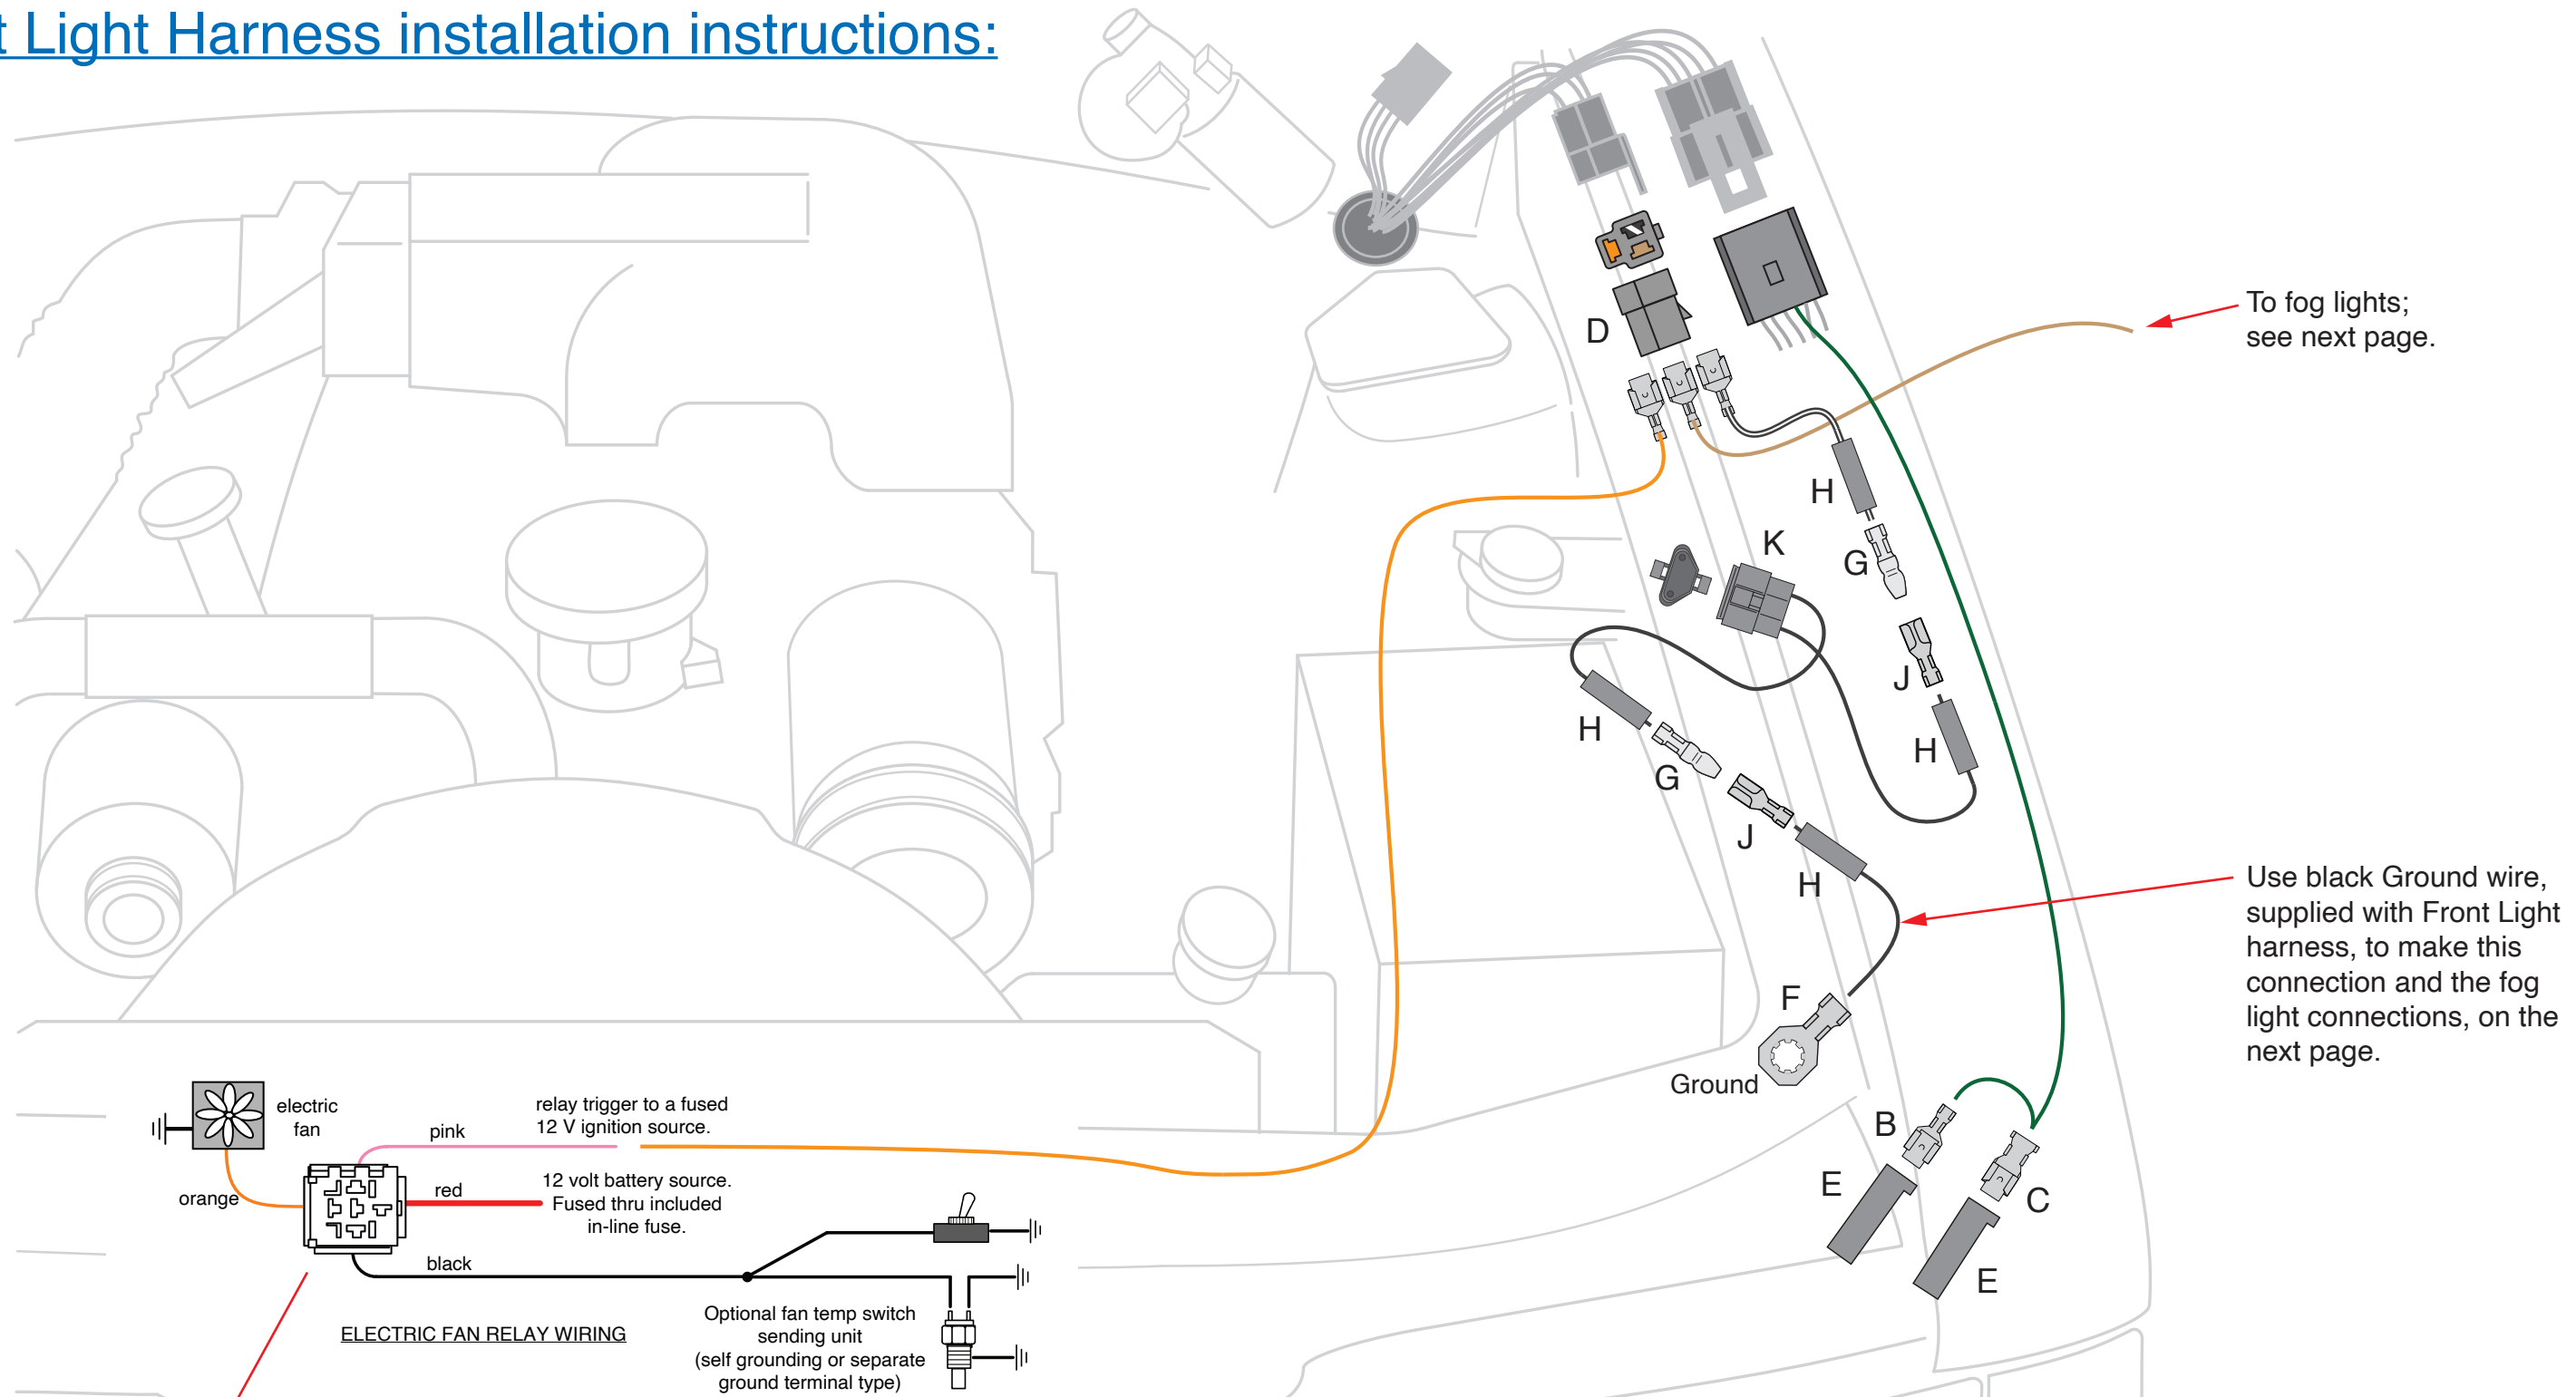 t Light Harness installation instructions:
To fog lights;
see next page.
D
H
G
K
J
H
H
G
J
H
Use black Ground wire,
supplied with Front Light
harness, to make this
connection and the fog
light connections, on the
next page.
F
Ground
B
E
C
E
electric
fan
pink
relay trigger to a fused
12 V ignition source.
orange
red
12 volt battery source.
Fused thru included
in-line fuse.
black
ELECTRIC FAN RELAY WIRING
Optional fan temp switch
sending unit
(self grounding or separate
ground terminal type)